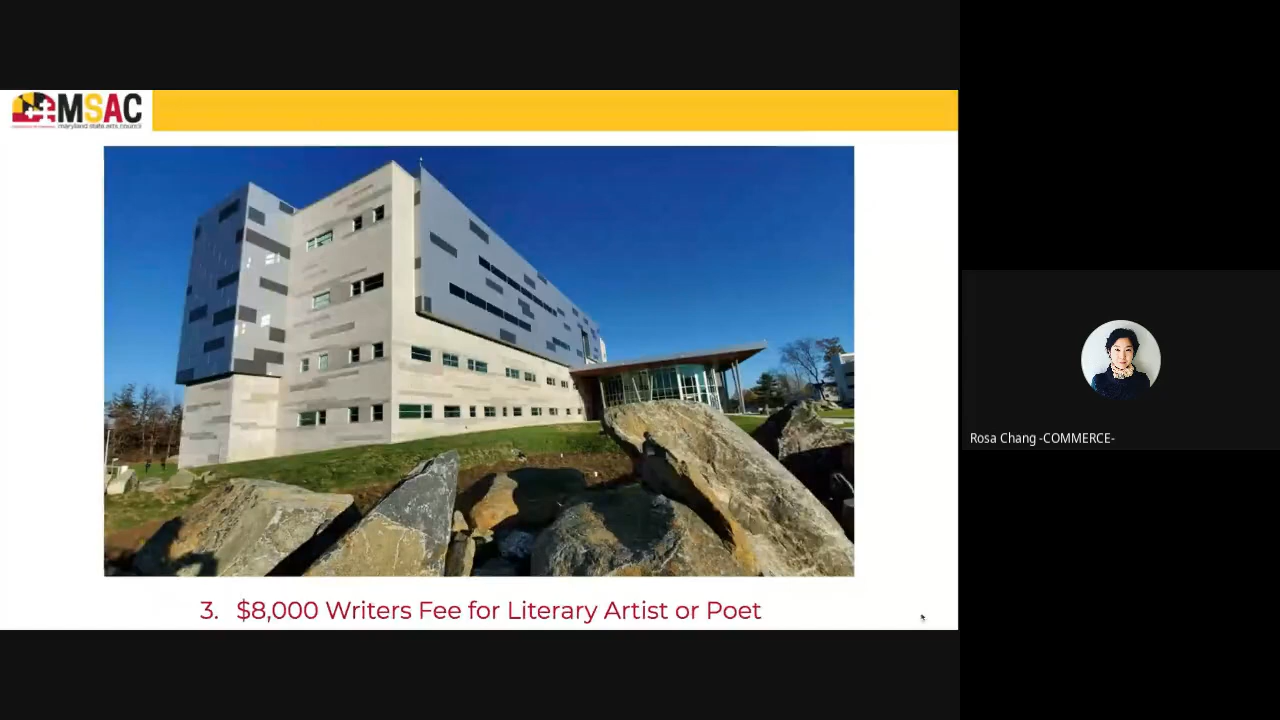 MSAC
maryland state arts council
3. $8,000 Writers Fee for Literary Artist or Poet
Rosa Chang -COMMERCE-